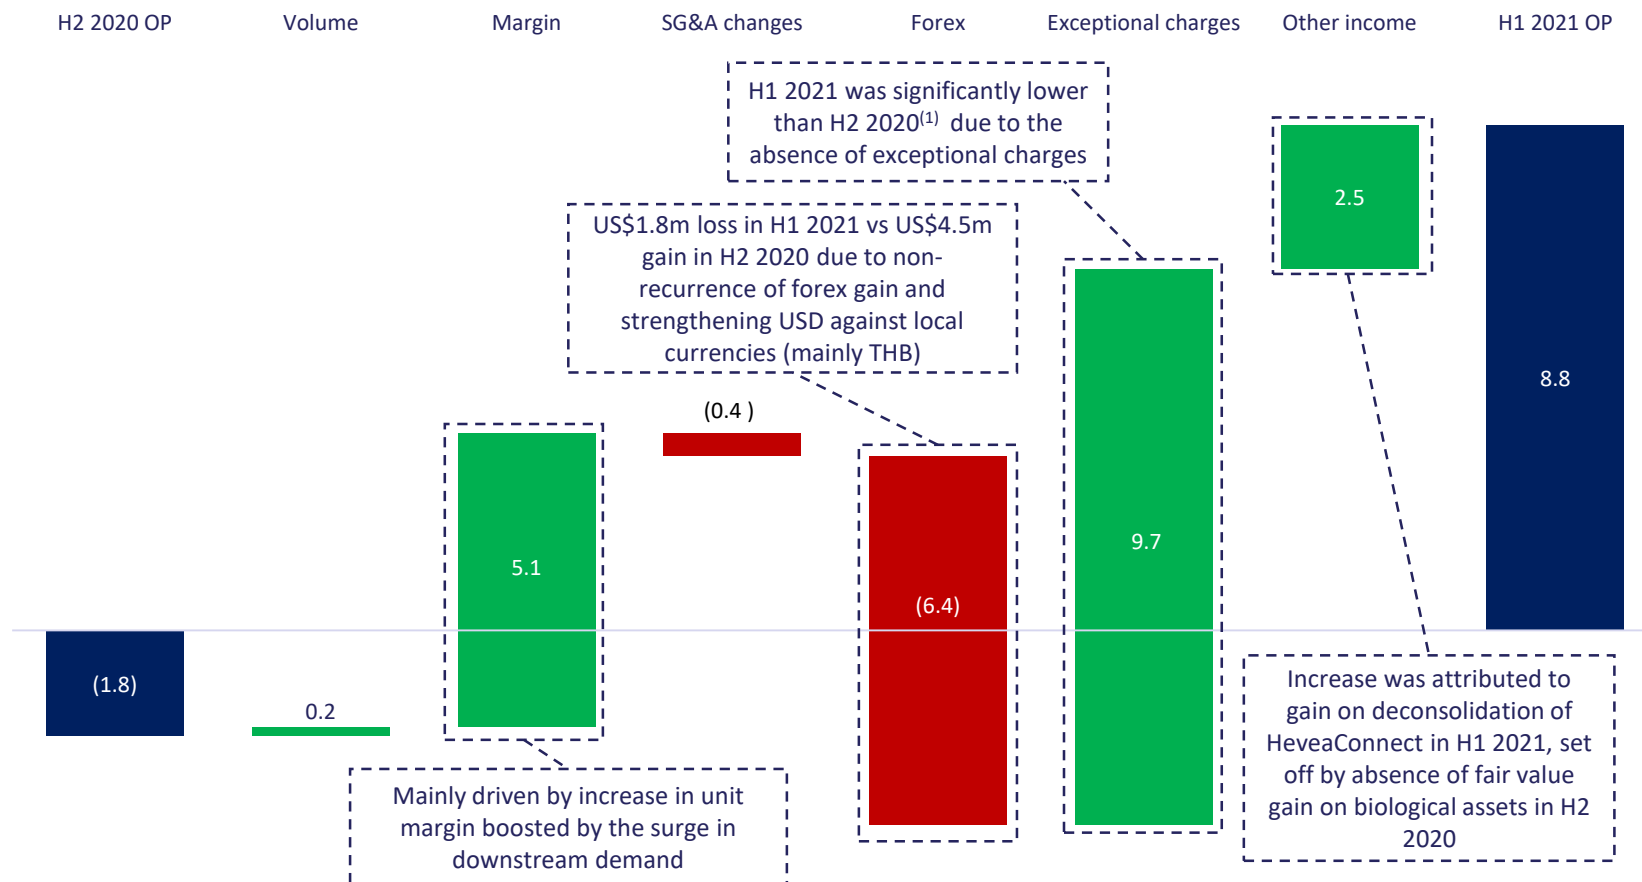 H2 2020 OP
Volume
Margin
SG&A changes
Forex
Exceptional charges
Other income
H1 2021 OP
H1 2021 was significantly lower
than H2 2020(1) due to the
absence of exceptional charges
US$1.8m loss in H1 2021 vs US$4.5m
gain in H2 2020 due to non-
recurrence of forex gain and
strengthening USD against local
currencies (mainly THB)
2.5
8.8
(0.4 )
5.1
9.7
(6.4)
(1.8)
0.2
Mainly driven by increase in unit
margin boosted by the surge in
downstream demand
Increase was attributed to
gain on deconsolidation of
HeveaConnect in H1 2021, set
off by absence of fair value
gain on biological assets in H2
2020